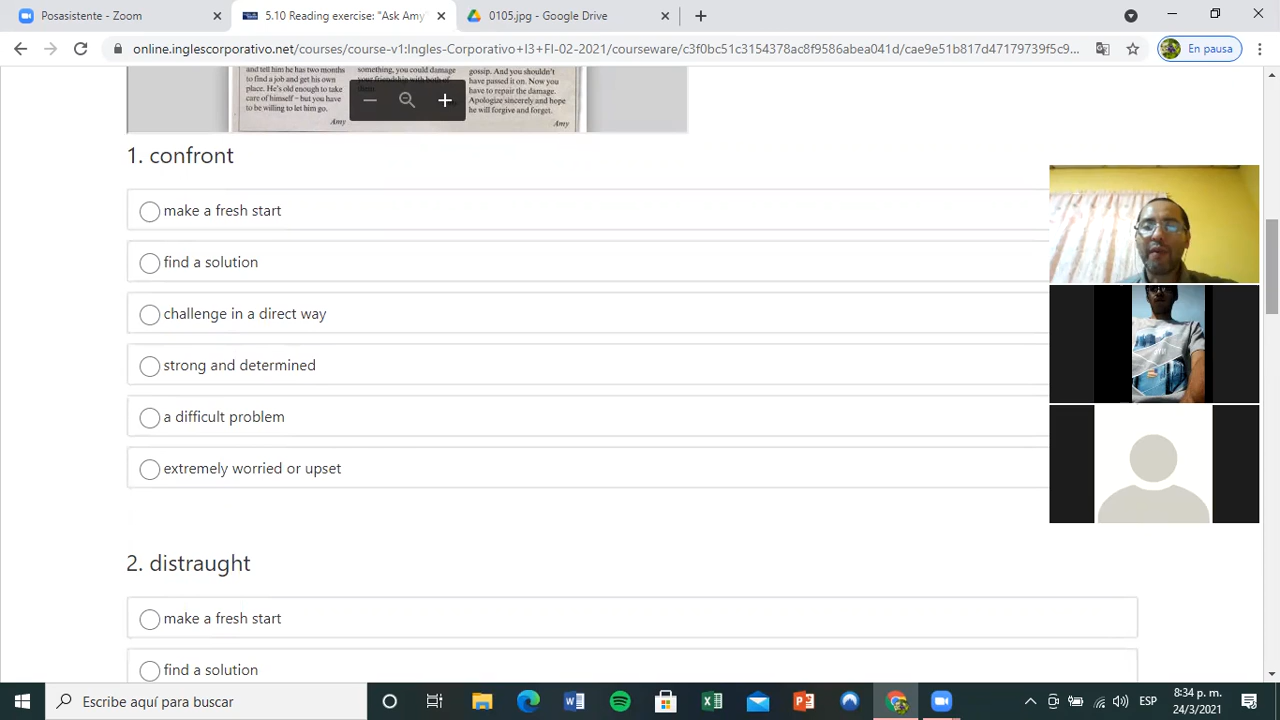 Posasistente - Zoom
5.10 Reading exercise: "Ask Amy"
0105.jpg - Google Drive
online.inglescorporativo.net/courses/course-v1:Ingles-Corporativo+I3+FI-02-2021/courseware/c3f0bc51c3154378ac8f9586abea041d/cae9e51b817d47179739f5c9...
En pausa
and tell him he has two months
to find a job and get his own
place. He's old enough to take
care of himself – but you have
to be willing to let him go.
Amy
something, you could damage
your friendship with both of
gossip. And you shouldn't
have passed it on. Now you
have to repair the damage.
Apologize sincerely and hope
he will forgive and forget.
Amy
1. confront
make a fresh start
find a solution
challenge in a direct way
strong and determined
a difficult problem
extremely worried or upset
2. distraught
make a fresh start
find a solution
Escribe aquí para buscar
ESP
8:34 p. m.
24/3/2021